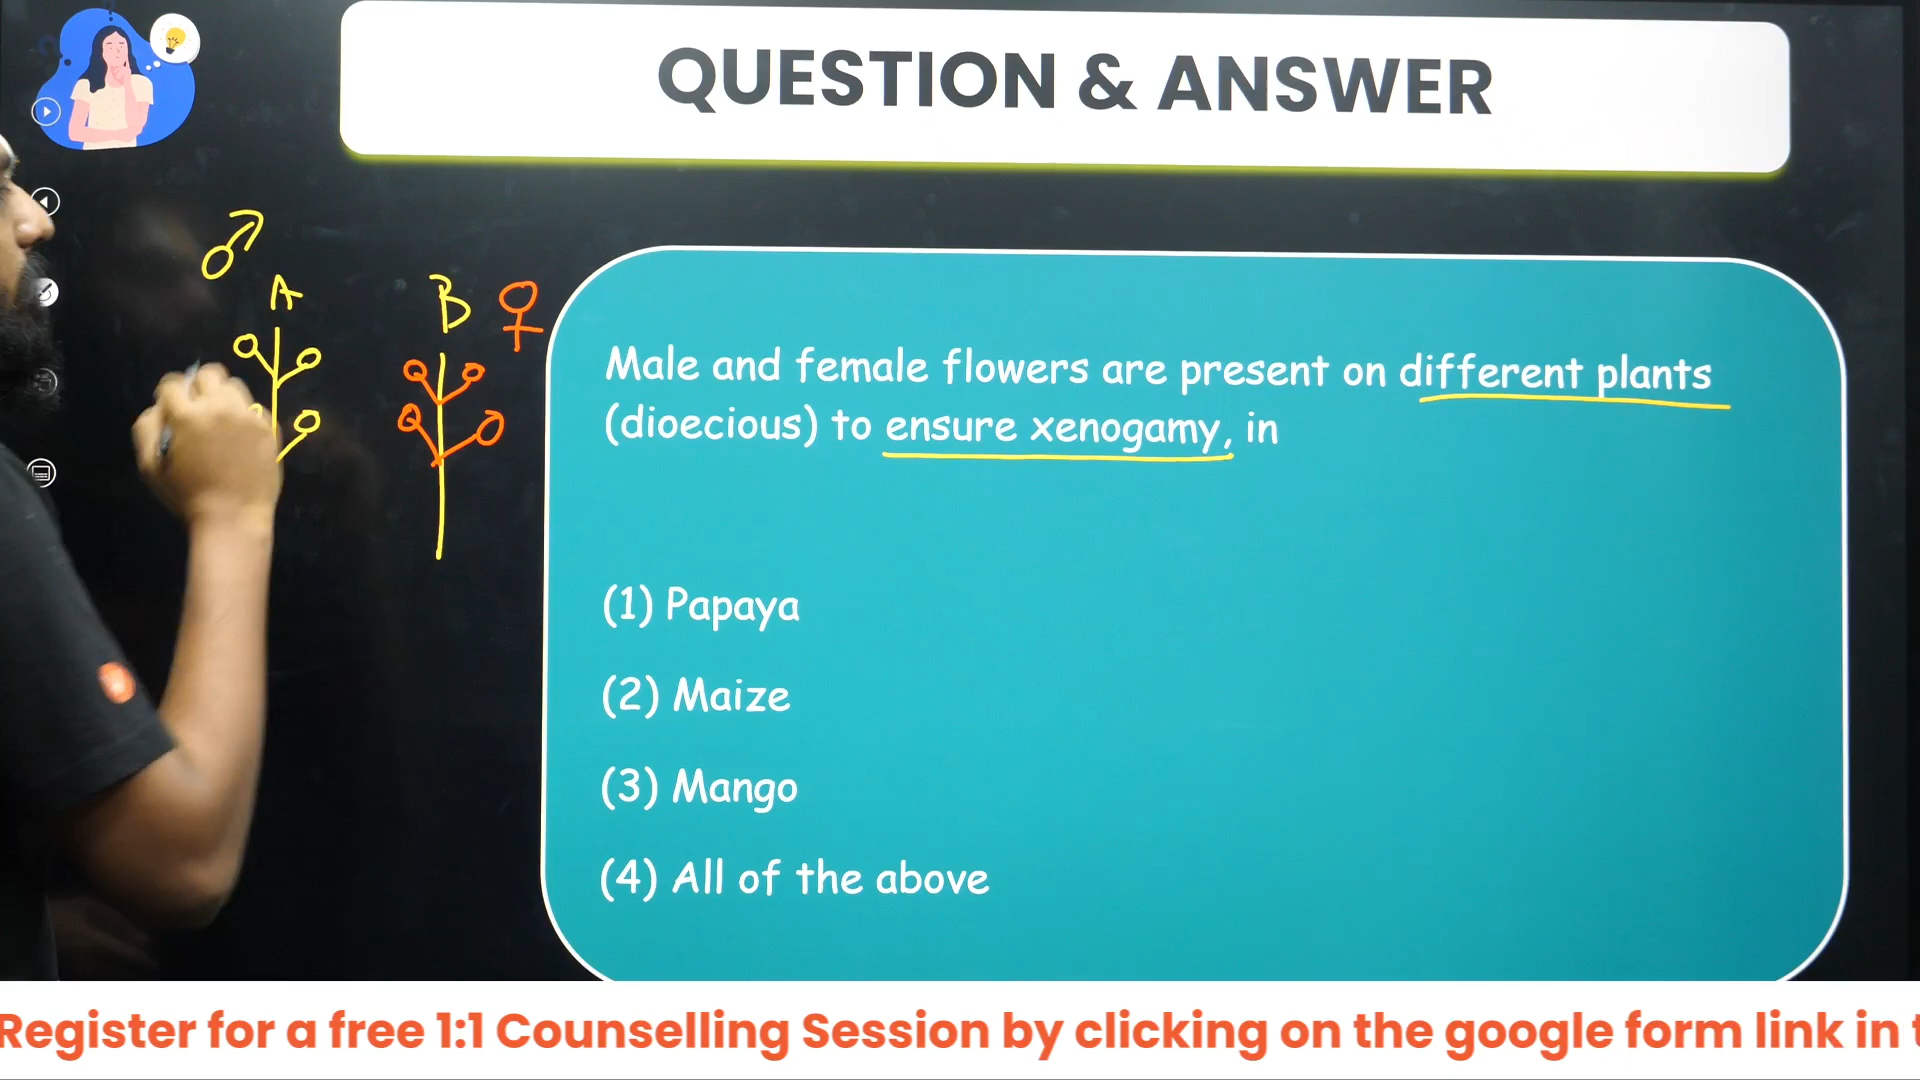 QUESTION & ANSWER
A
B
Male and female flowers are present on different plants
(dioecious) to ensure xenogamy, in
(1) Papaya
(2) Maize
(3) Mango
(4) All of the above
Register for a free 1:1 Counselling Session by clicking on the google form link in